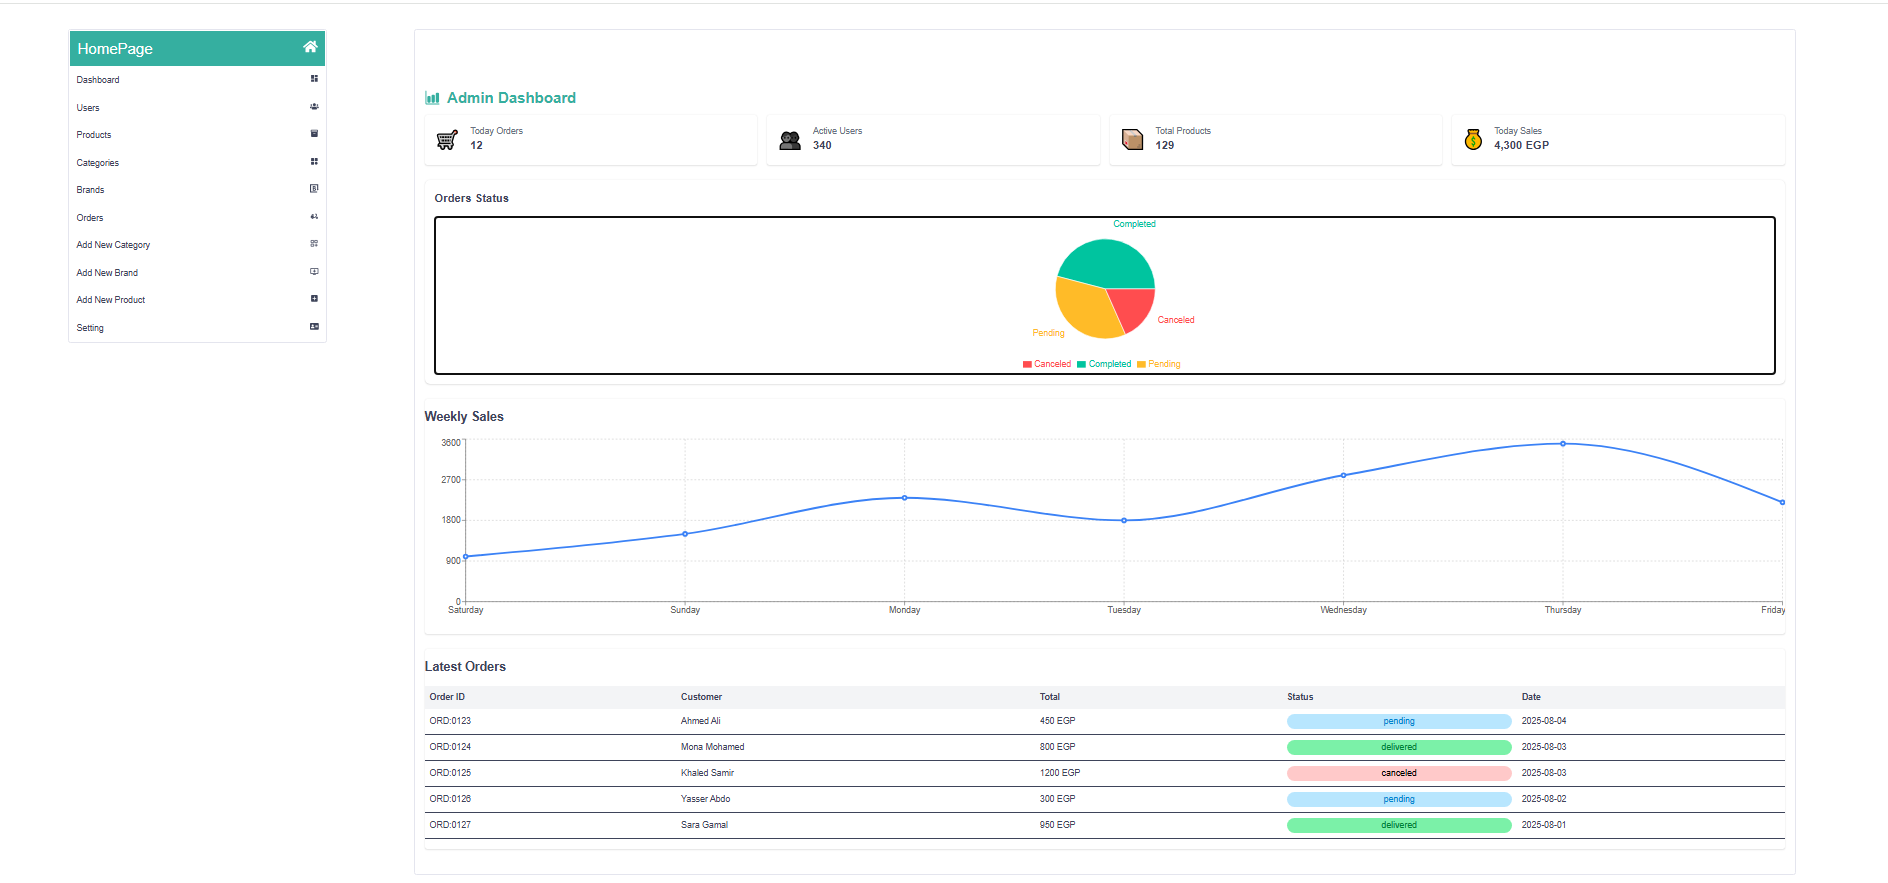 HomePage
Dashboard
Users
Products
Categories
Brands
Orders
Add New Category
Add New Brand
Add New Product
Setting
Admin Dashboard
Today Orders
12
Active Users
340
Total Products
129
Today Sales
4,300 EGP
Orders Status
Completed
Canceled
Pending
Canceled Completed Pending
Weekly Sales
3600
2700
1800
900
0
Saturday Sunday Monday Tuesday Wednesday Thursday Friday
Latest Orders
Order ID Customer Total Status Date
ORD:0123 Ahmed Ali 450 EGP pending 2025-08-04
ORD:0124 Mona Mohamed 800 EGP delivered 2025-08-03
ORD:0125 Khaled Samir 1200 EGP canceled 2025-08-03
ORD:0126 Yasser Abdo 300 EGP pending 2025-08-02
ORD:0127 Sara Gamal 950 EGP delivered 2025-08-01